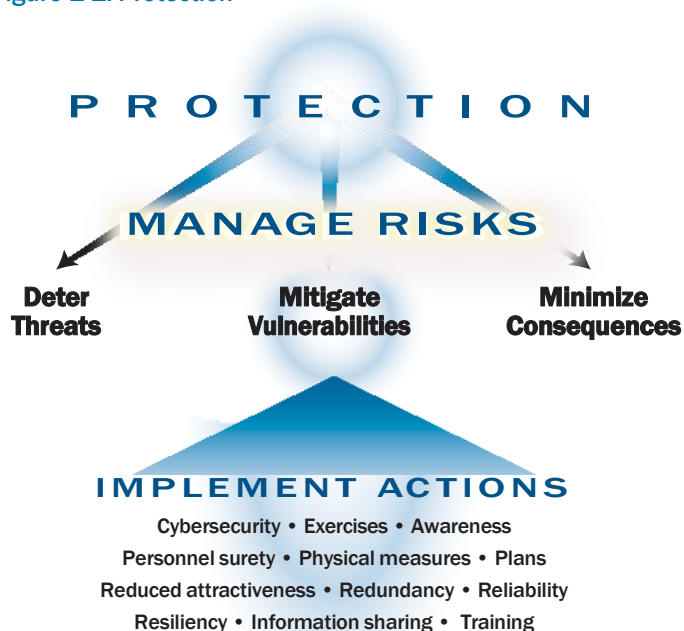 PROTECTION
MANAGE RISKS
Deter
Threats
Mitigate
Vulnerabilities
Minimize
Consequences
IMPLEMENT ACTIONS
Cybersecurity • Exercises • Awareness
Personnel surety • Physical measures • Plans
Reduced attractiveness • Redundancy • Reliability
Resiliency • Information sharing • Training